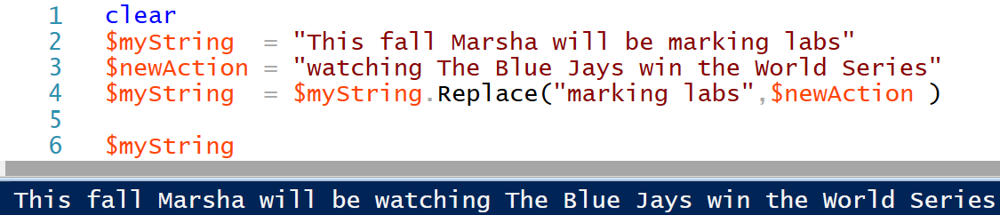 1 clear
2 $myString = "This fall Marsha will be marking labs"
3 $newAction = "watching The Blue Jays win the World Series"
4 $myString = $myString.Replace("marking labs",$newAction )
5
6 $myString
This fall Marsha will be watching The Blue Jays win the World Series